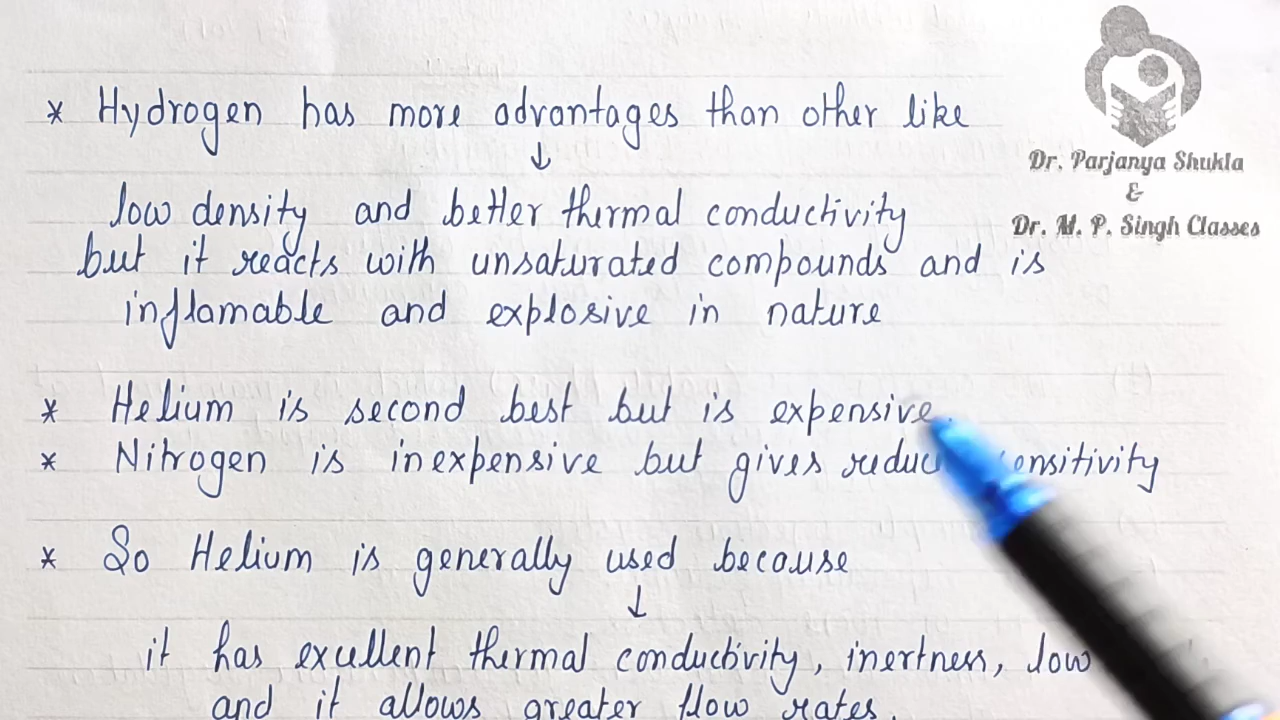 * Hydrogen has more advantages than other like
↓
low density and better thermal conductivity
but it reacts with unsaturated compounds and is
inflamable and explosive in nature
* Helium is second best but is expensive.
* Nitrogen is inexpensive but gives
* So Helium is generally used because
↓
it has excellent thermal conductivity, inertness, low
and it allows greater flow rates.
Dr. Parjanya Shukla
&
Dr. M. P. Singh Classes